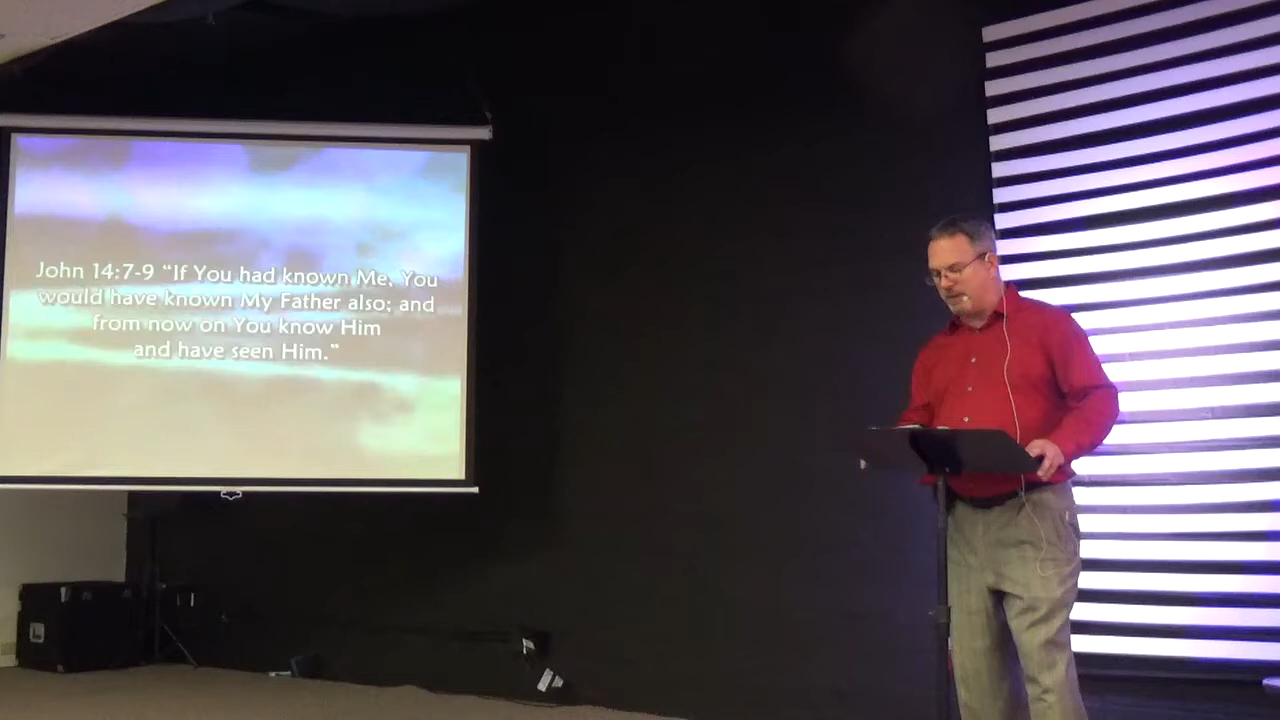 John 14:7-9 “If You had known Me, You
would have known My Father also; and
from now on You know Him
and have seen Him.”